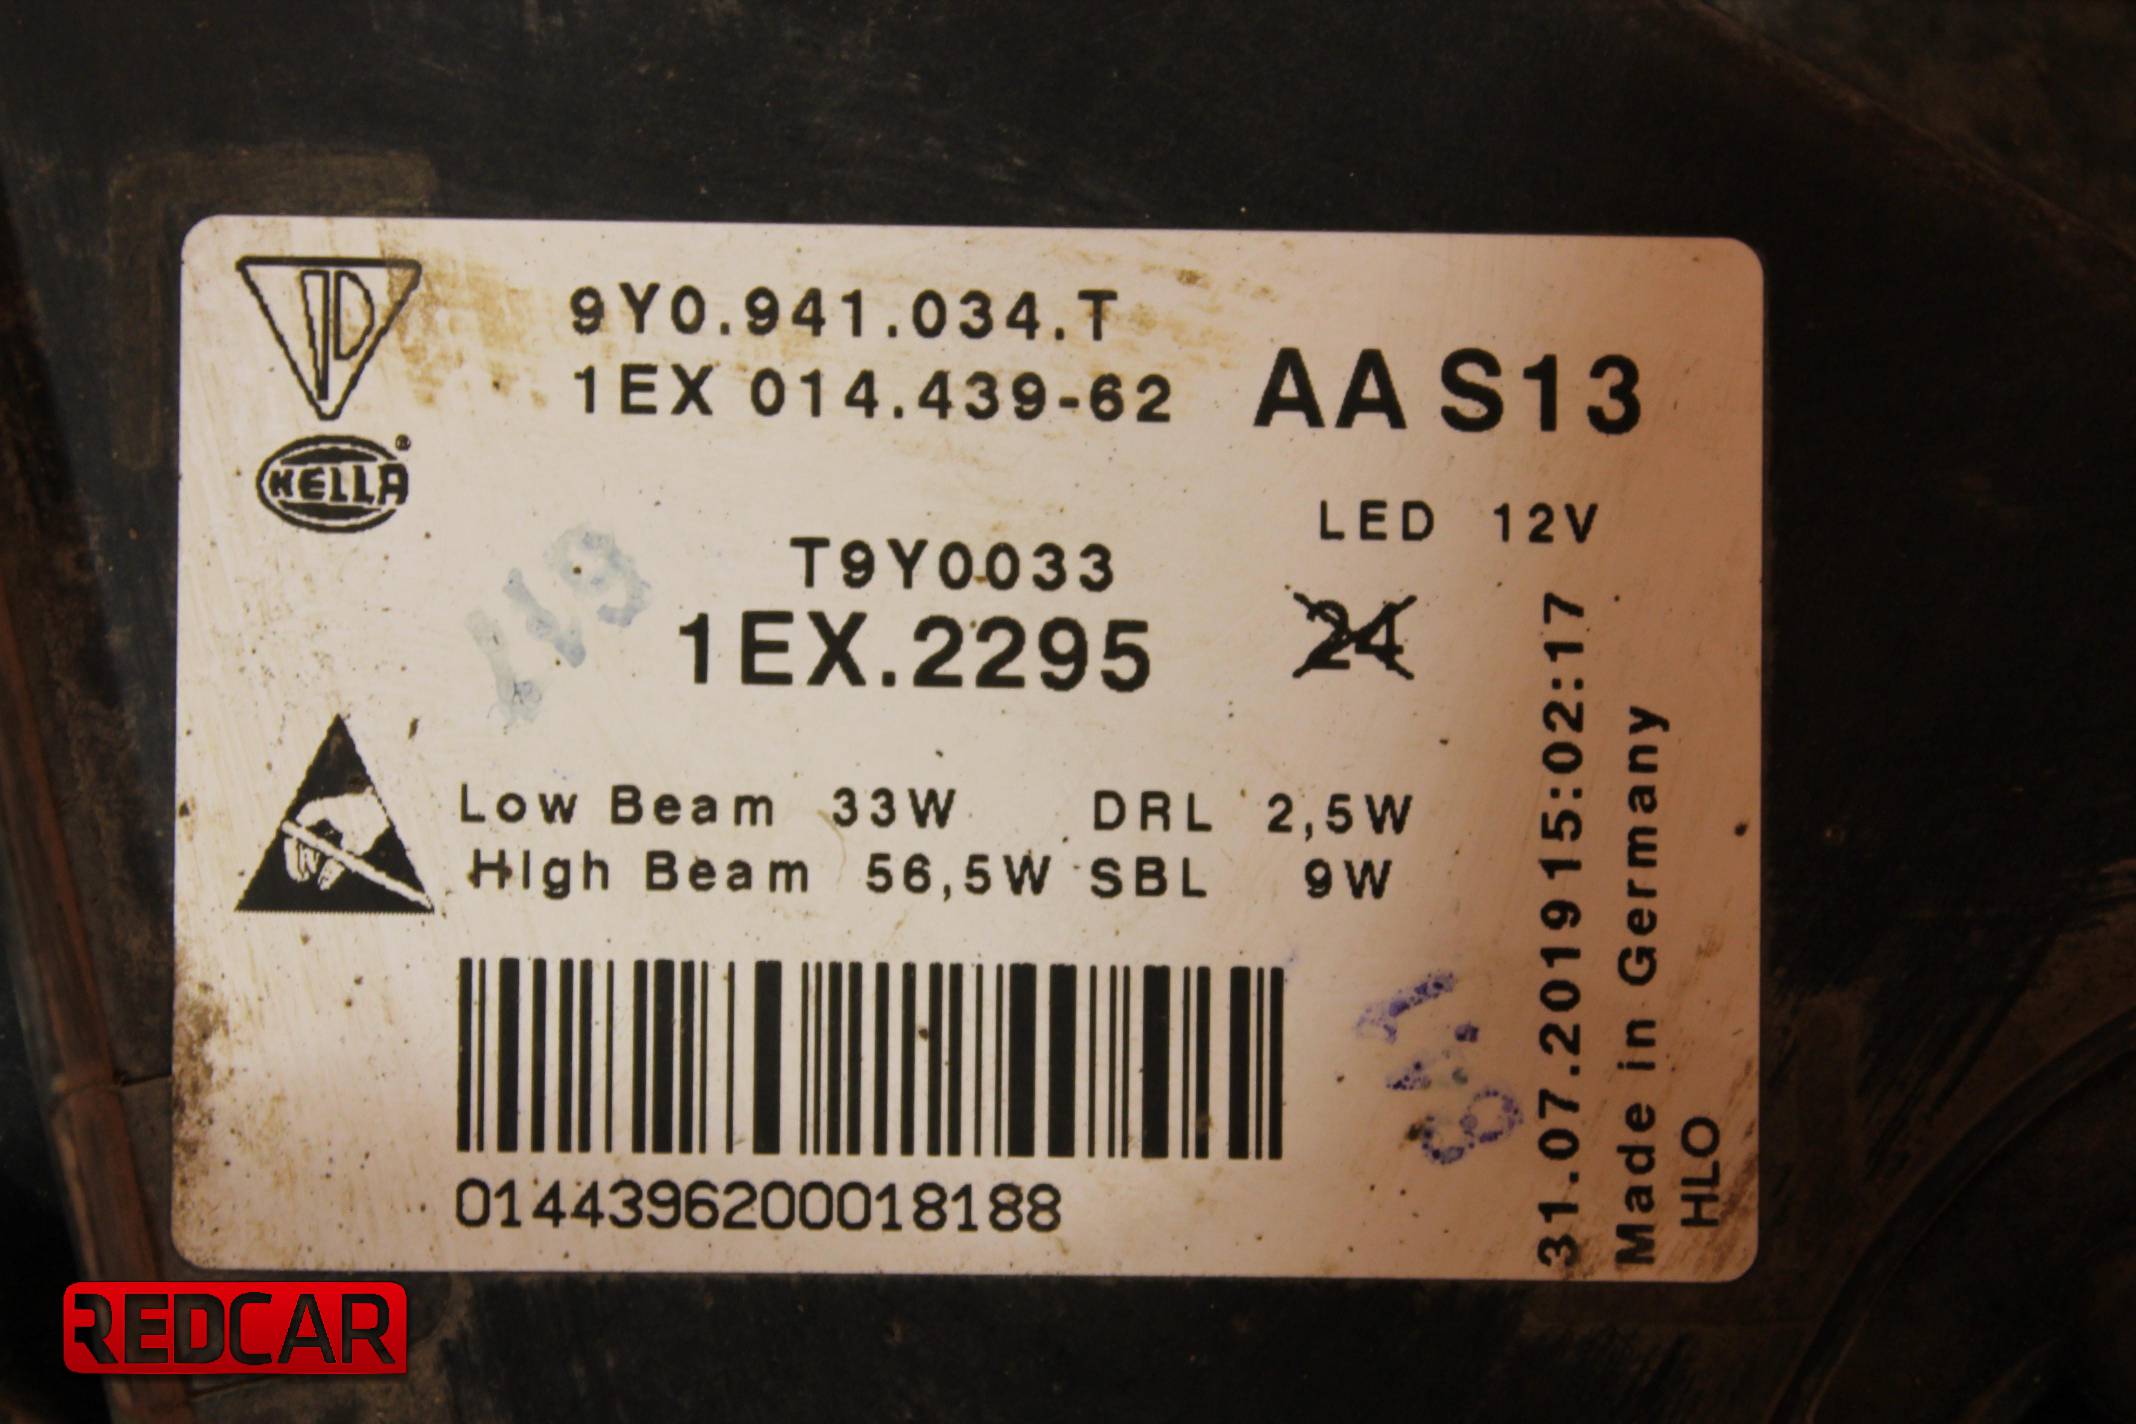 9Y0.941.034.T
1EX 014.439-62
AA S13
HELLA®
LED 12V
T9Y0033
24
1EX.2295
Low Beam 33W DRL 2,5W
High Beam 56,5W SBL 9W
0144396200018188
31.07.2019 15:02:17
Made in Germany
HLO
REDCAR